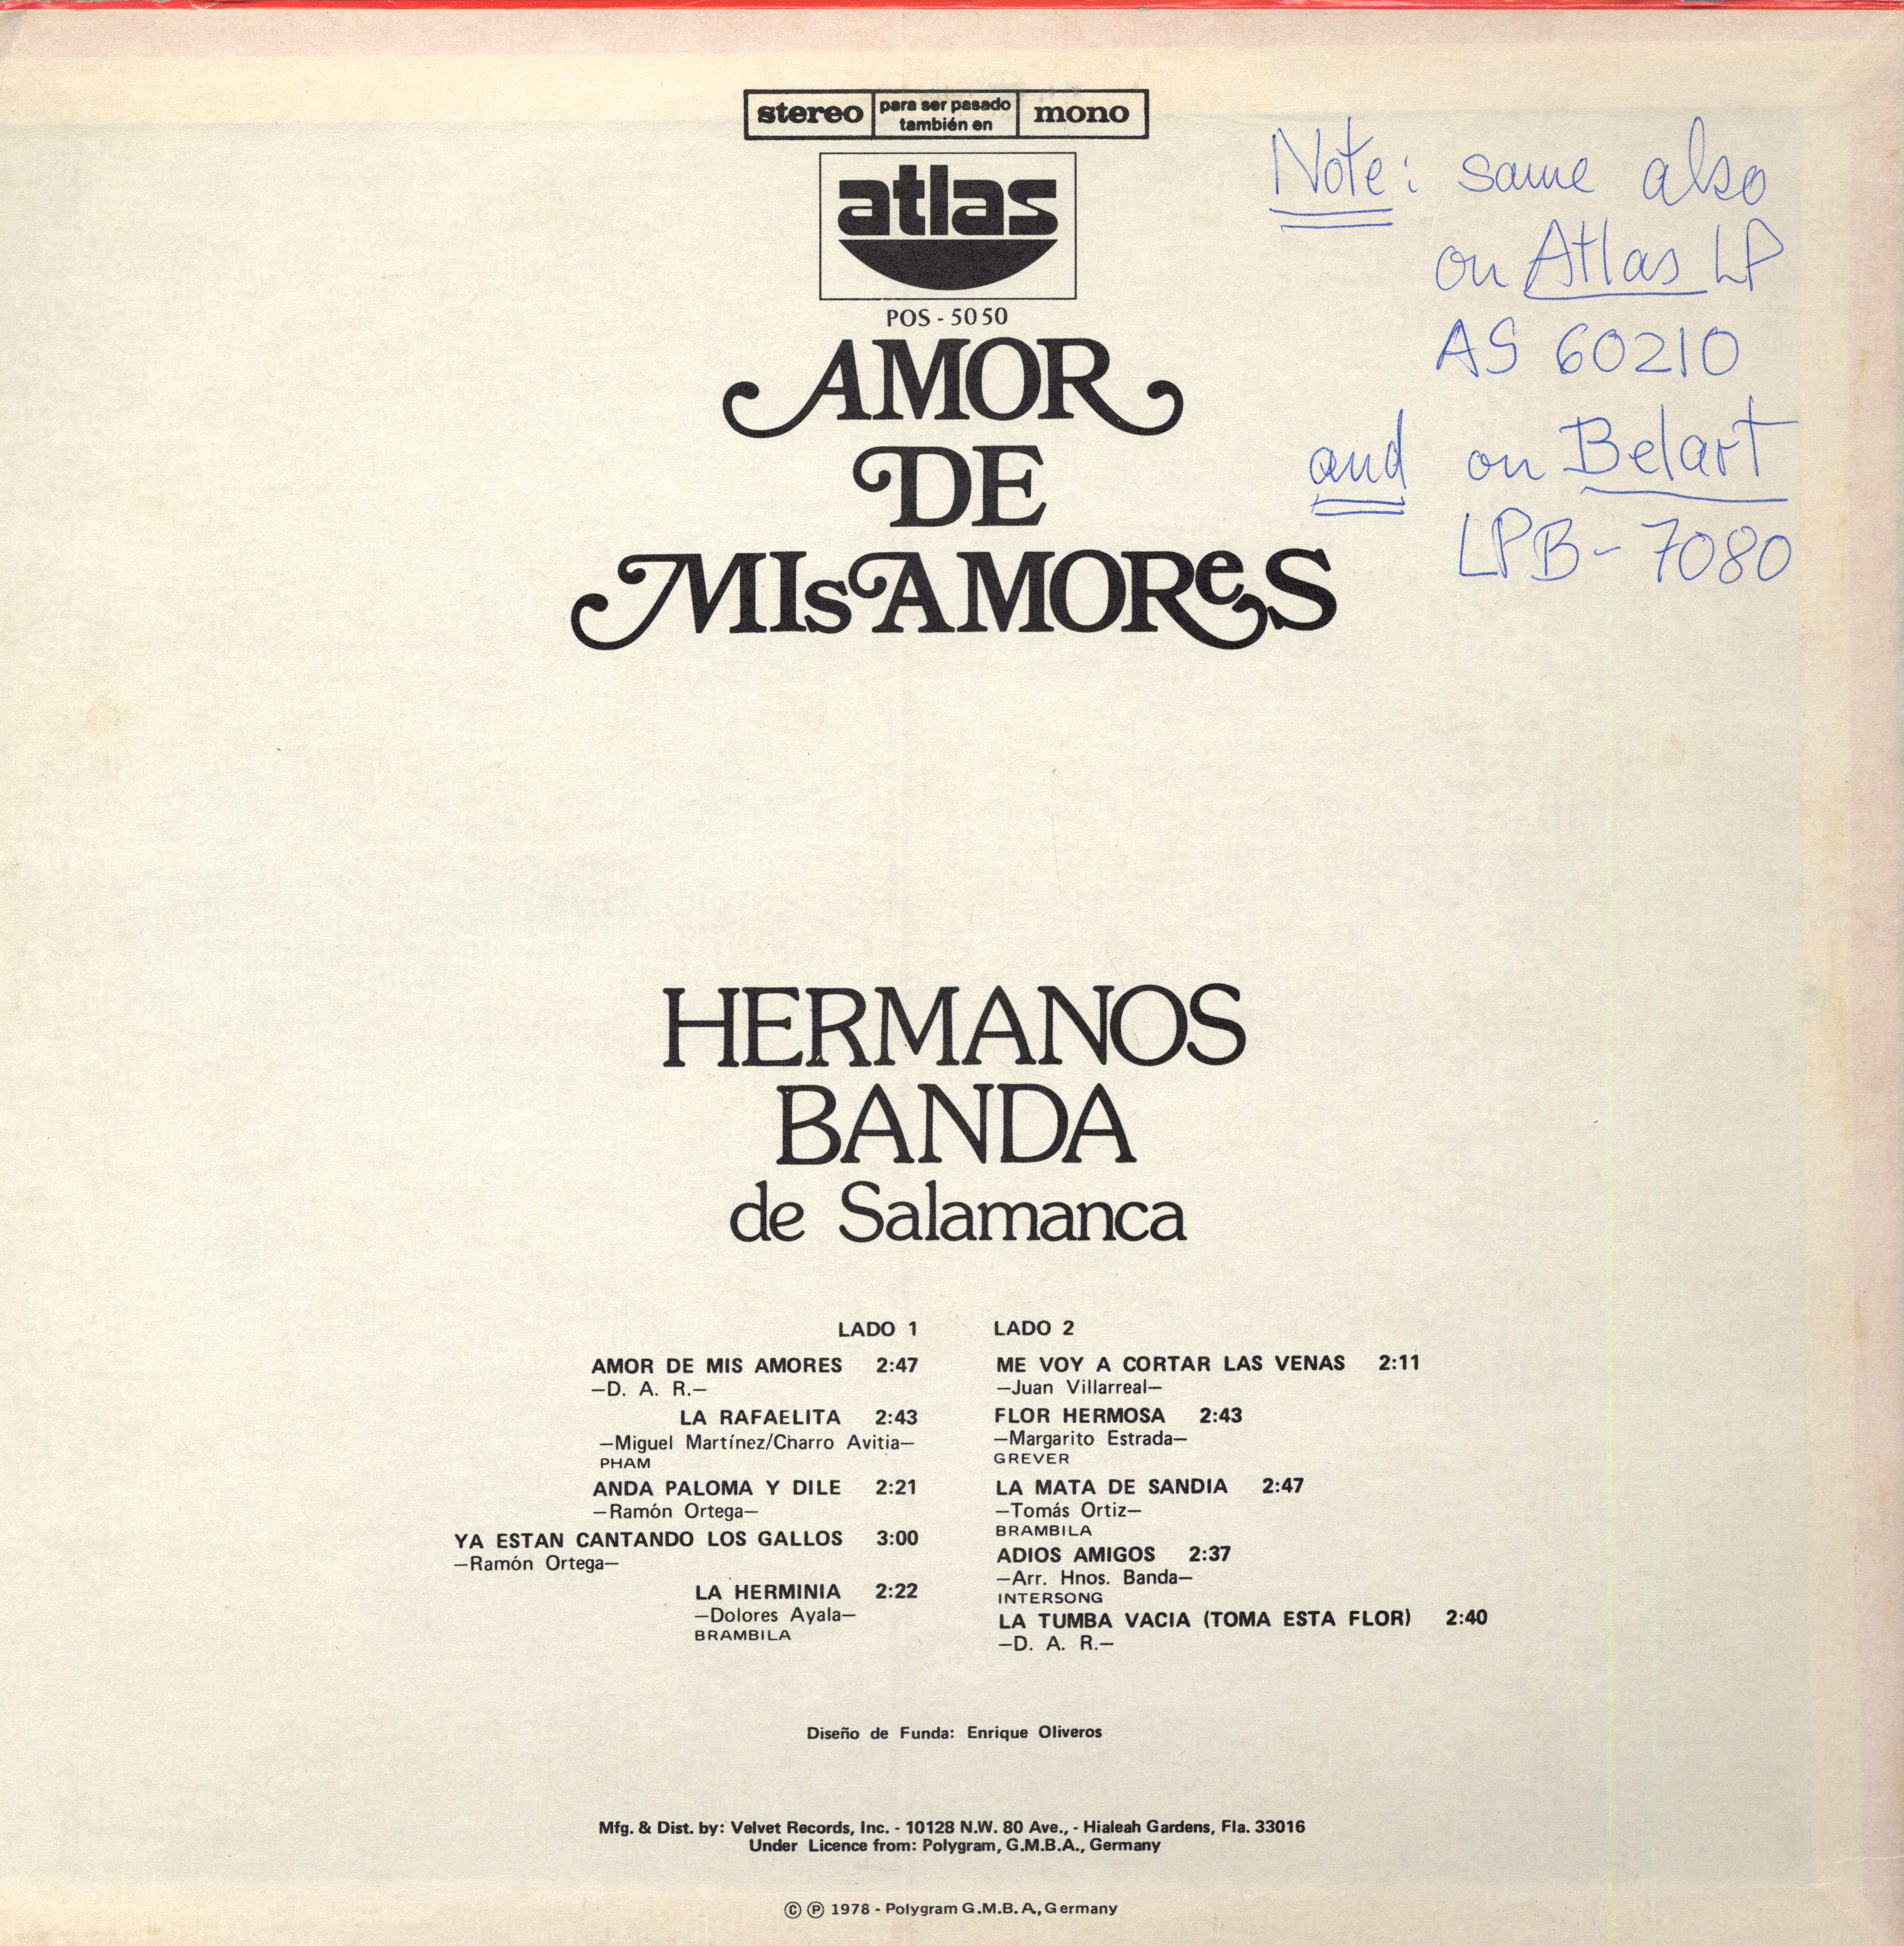 stereo para ser pasado también en mono
atlas
POS - 5050
AMOR
DE
MIS AMORES
Note: same also
on Atlas LP
AS 60210
and on Belart
LPB - 7080
HERMANOS
BANDA
de Salamanca
LADO 1
AMOR DE MIS AMORES 2:47
—D. A. R.—
LA RAFAELITA 2:43
—Miguel Martínez/Charro Avitia—
PHAM
ANDA PALOMA Y DILE 2:21
—Ramón Ortega—
YA ESTAN CANTANDO LOS GALLOS 3:00
—Ramón Ortega—
LA HERMINIA 2:22
—Dolores Ayala—
BRAMBILA
LADO 2
ME VOY A CORTAR LAS VENAS 2:11
—Juan Villarreal—
FLOR HERMOSA 2:43
—Margarito Estrada—
GREVER
LA MATA DE SANDIA 2:47
—Tomás Ortiz—
BRAMBILA
ADIOS AMIGOS 2:37
—Arr. Hnos. Banda—
INTERSONG
LA TUMBA VACIA (TOMA ESTA FLOR) 2:40
—D. A. R.—
Diseño de Funda: Enrique Oliveros
Mfg. & Dist. by: Velvet Records, Inc. - 10128 N.W. 80 Ave., - Hialeah Gardens, Fla. 33016
Under Licence from: Polygram, G.M.B.A., Germany
© ℗ 1978 - Polygram G.M.B.A., Germany